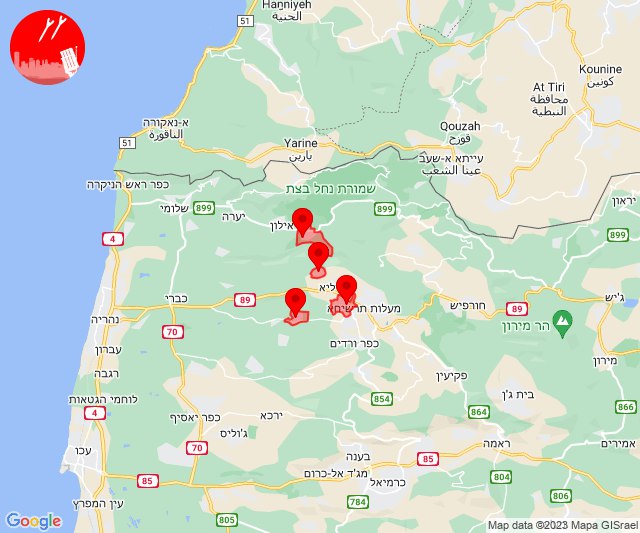 Hanniyeh
الحنية
51
Kounine
كونين
At Tiri
محافظة
النبطية
א-נאקורה
الناقورة
51
Yarine
يارين
Qouzah
قوزح
עייתא א-שעב
عيتا الشعب
כפר ראש הניקרה
שמורת נחל בצת
899
899
899
שלומי
יערה
אילון
יראון
4
89
כברי
ליא
מעלות תרשיחא
חורפיש
89
ג'יש
נהריה
70
הר מירון
עברון
כפר ורדים
מירון
רגבה
פקיעין
854
לוחמי הגטאות
4
בית ג'ן
864
866
כפר יאסיף
ירכא
ג'וליס
ראמה
אמירים
70
עכו
בענה
85
מג'ד אל-כרום
85
כרמיאל
804
806
עין המפרץ
784
805
Google
Map data ©2023 Mapa GISrael